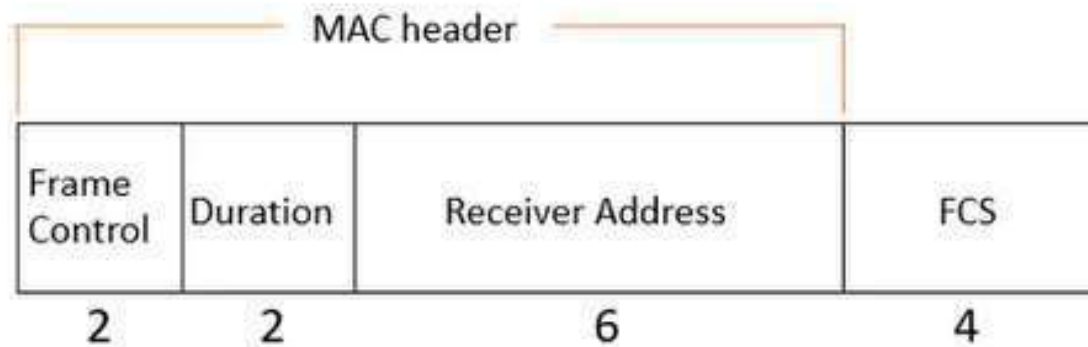 MAC header
Frame
Control
Duration
Receiver Address
FCS
2
2
6
4